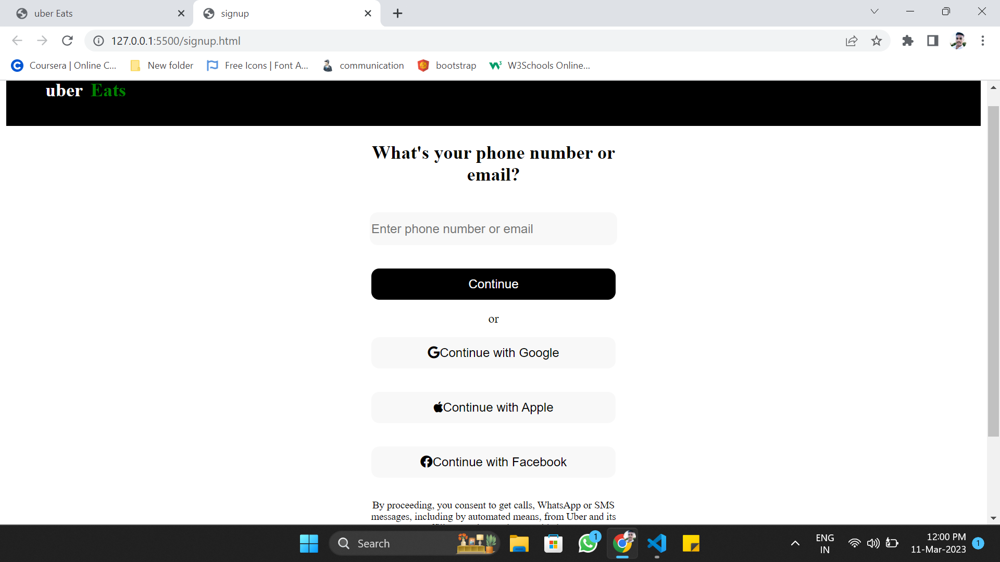 uber Eats
signup
127.0.0.1:5500/signup.html
Coursera | Online C...
New folder
Free Icons | Font A...
communication
bootstrap
W3Schools Online...
uber Eats
What's your phone number or
email?
Enter phone number or email
Continue
or
Continue with Google
Continue with Apple
Continue with Facebook
By proceeding, you consent to get calls, WhatsApp or SMS
messages, including by automated means, from Uber and its
Search
1
ENG
IN
12:00 PM
11-Mar-2023
1